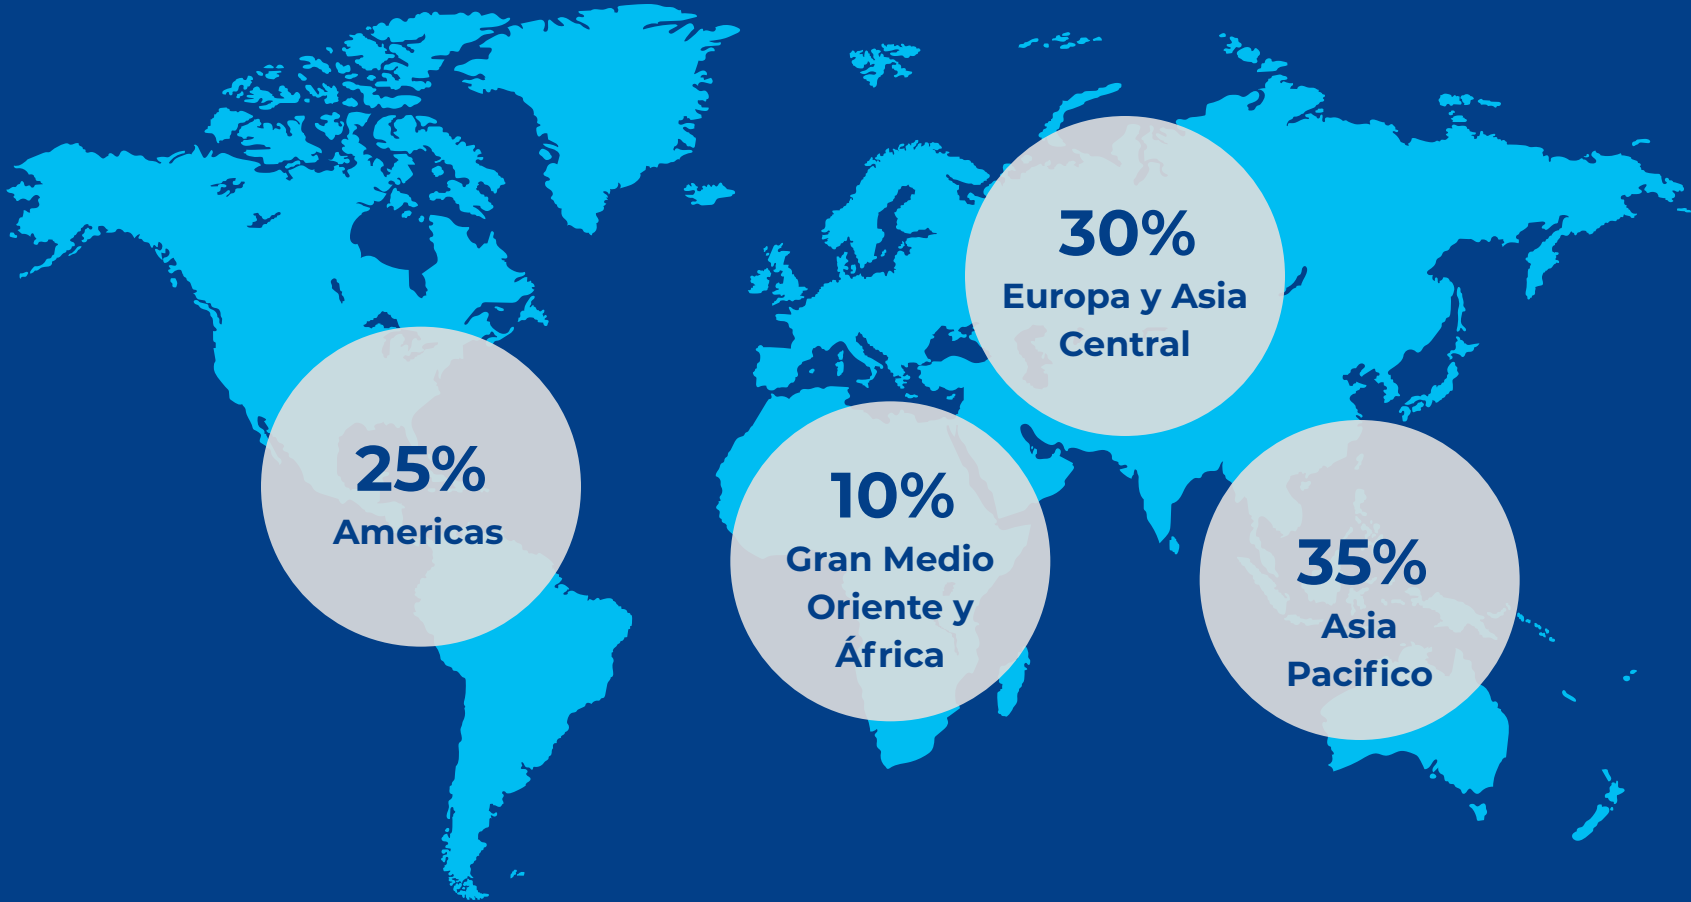 30%
Europa y Asia
Central
25%
Americas
10%
Gran Medio
Oriente y
África
35%
Asia
Pacifico